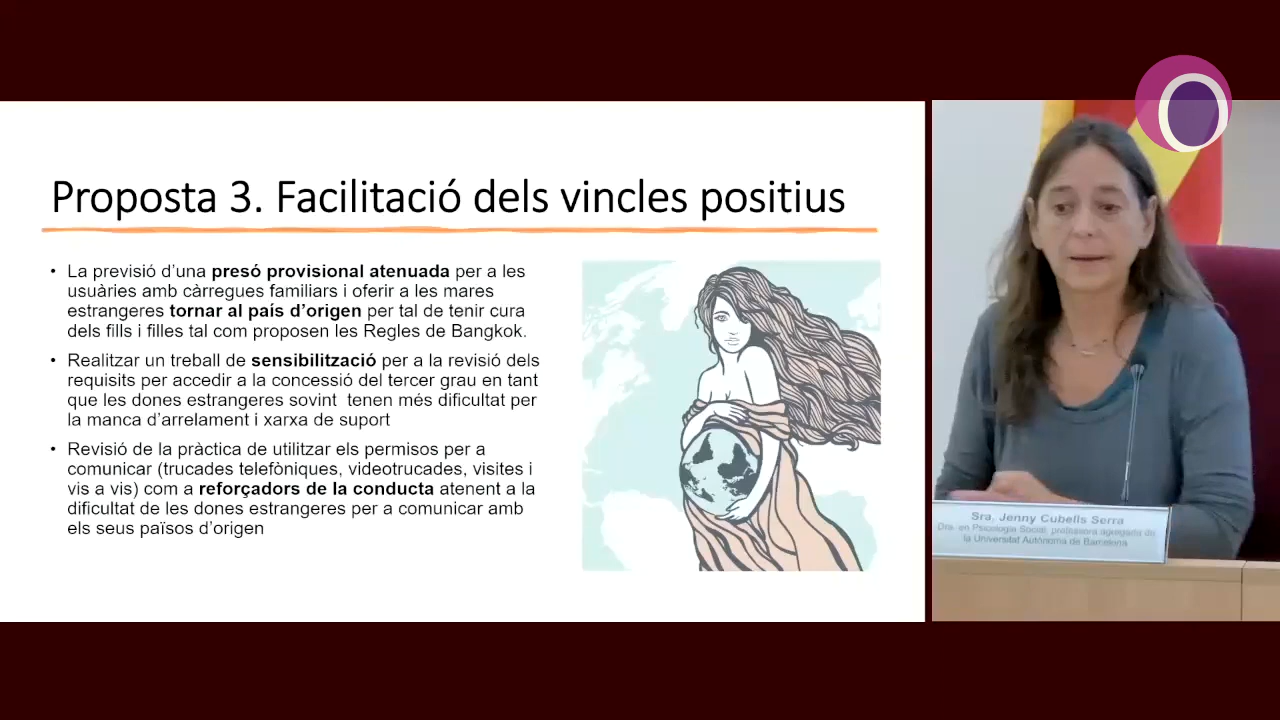 Proposta 3. Facilitació dels vincles positius
• La previsió d'una presó provisional atenuada per a les
usuàries amb càrregues familiars i oferir a les mares
estrangeres tornar al país d'origen per tal de tenir cura
dels fills i filles tal com proposen les Regles de Bangkok.
• Realitzar un treball de sensibilització per a la revisió dels
requisits per accedir a la concessió del tercer grau en tant
que les dones estrangeres sovint tenen més dificultat per
la manca d'arrelament i xarxa de suport
• Revisió de la pràctica de utilitzar els permisos per a
comunicar (trucades telefòniques, videotrucades, visites i
vis a vis) com a reforçadors de la conducta atenent a la
dificultat de les dones estrangeres per a comunicar amb
els seus països d'origen
Sra. Jenny Cubells Serra
Dra. en Psicologia Social, professora agregada de
la Universitat Autònoma de Barcelona